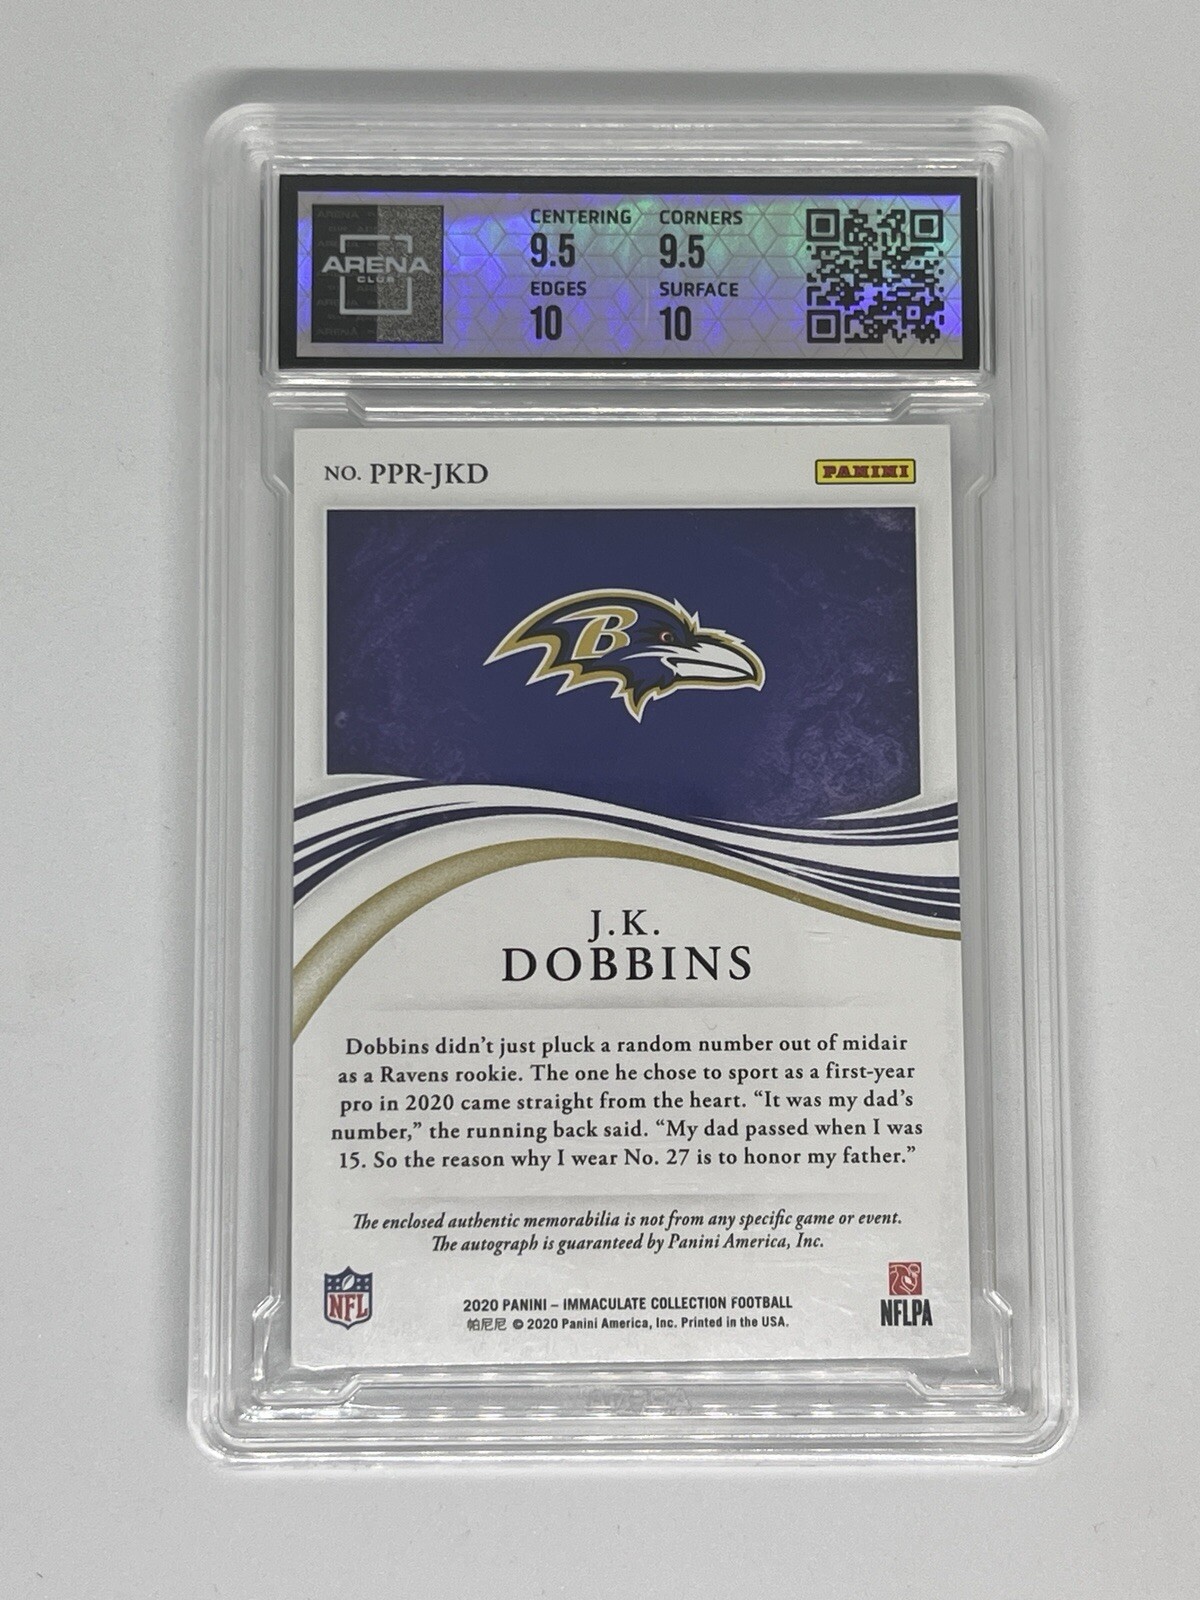 ARENA
CLUB
CENTERING
9.5
CORNERS
9.5
EDGES
10
SURFACE
10
NO. PPR-JKD
PANINI
B
J.K.
DOBBINS
Dobbins didn't just pluck a random number out of midair
as a Ravens rookie. The one he chose to sport as a first-year
pro in 2020 came straight from the heart. “It was my dad's
number,” the running back said. “My dad passed when I was
15. So the reason why I wear No. 27 is to honor my father.”
The enclosed authentic memorabilia is not from any specific game or event.
The autograph is guaranteed by Panini America, Inc.
NFL
2020 PANINI – IMMACULATE COLLECTION FOOTBALL
帕尼尼 © 2020 Panini America, Inc. Printed in the USA.
NFLPA